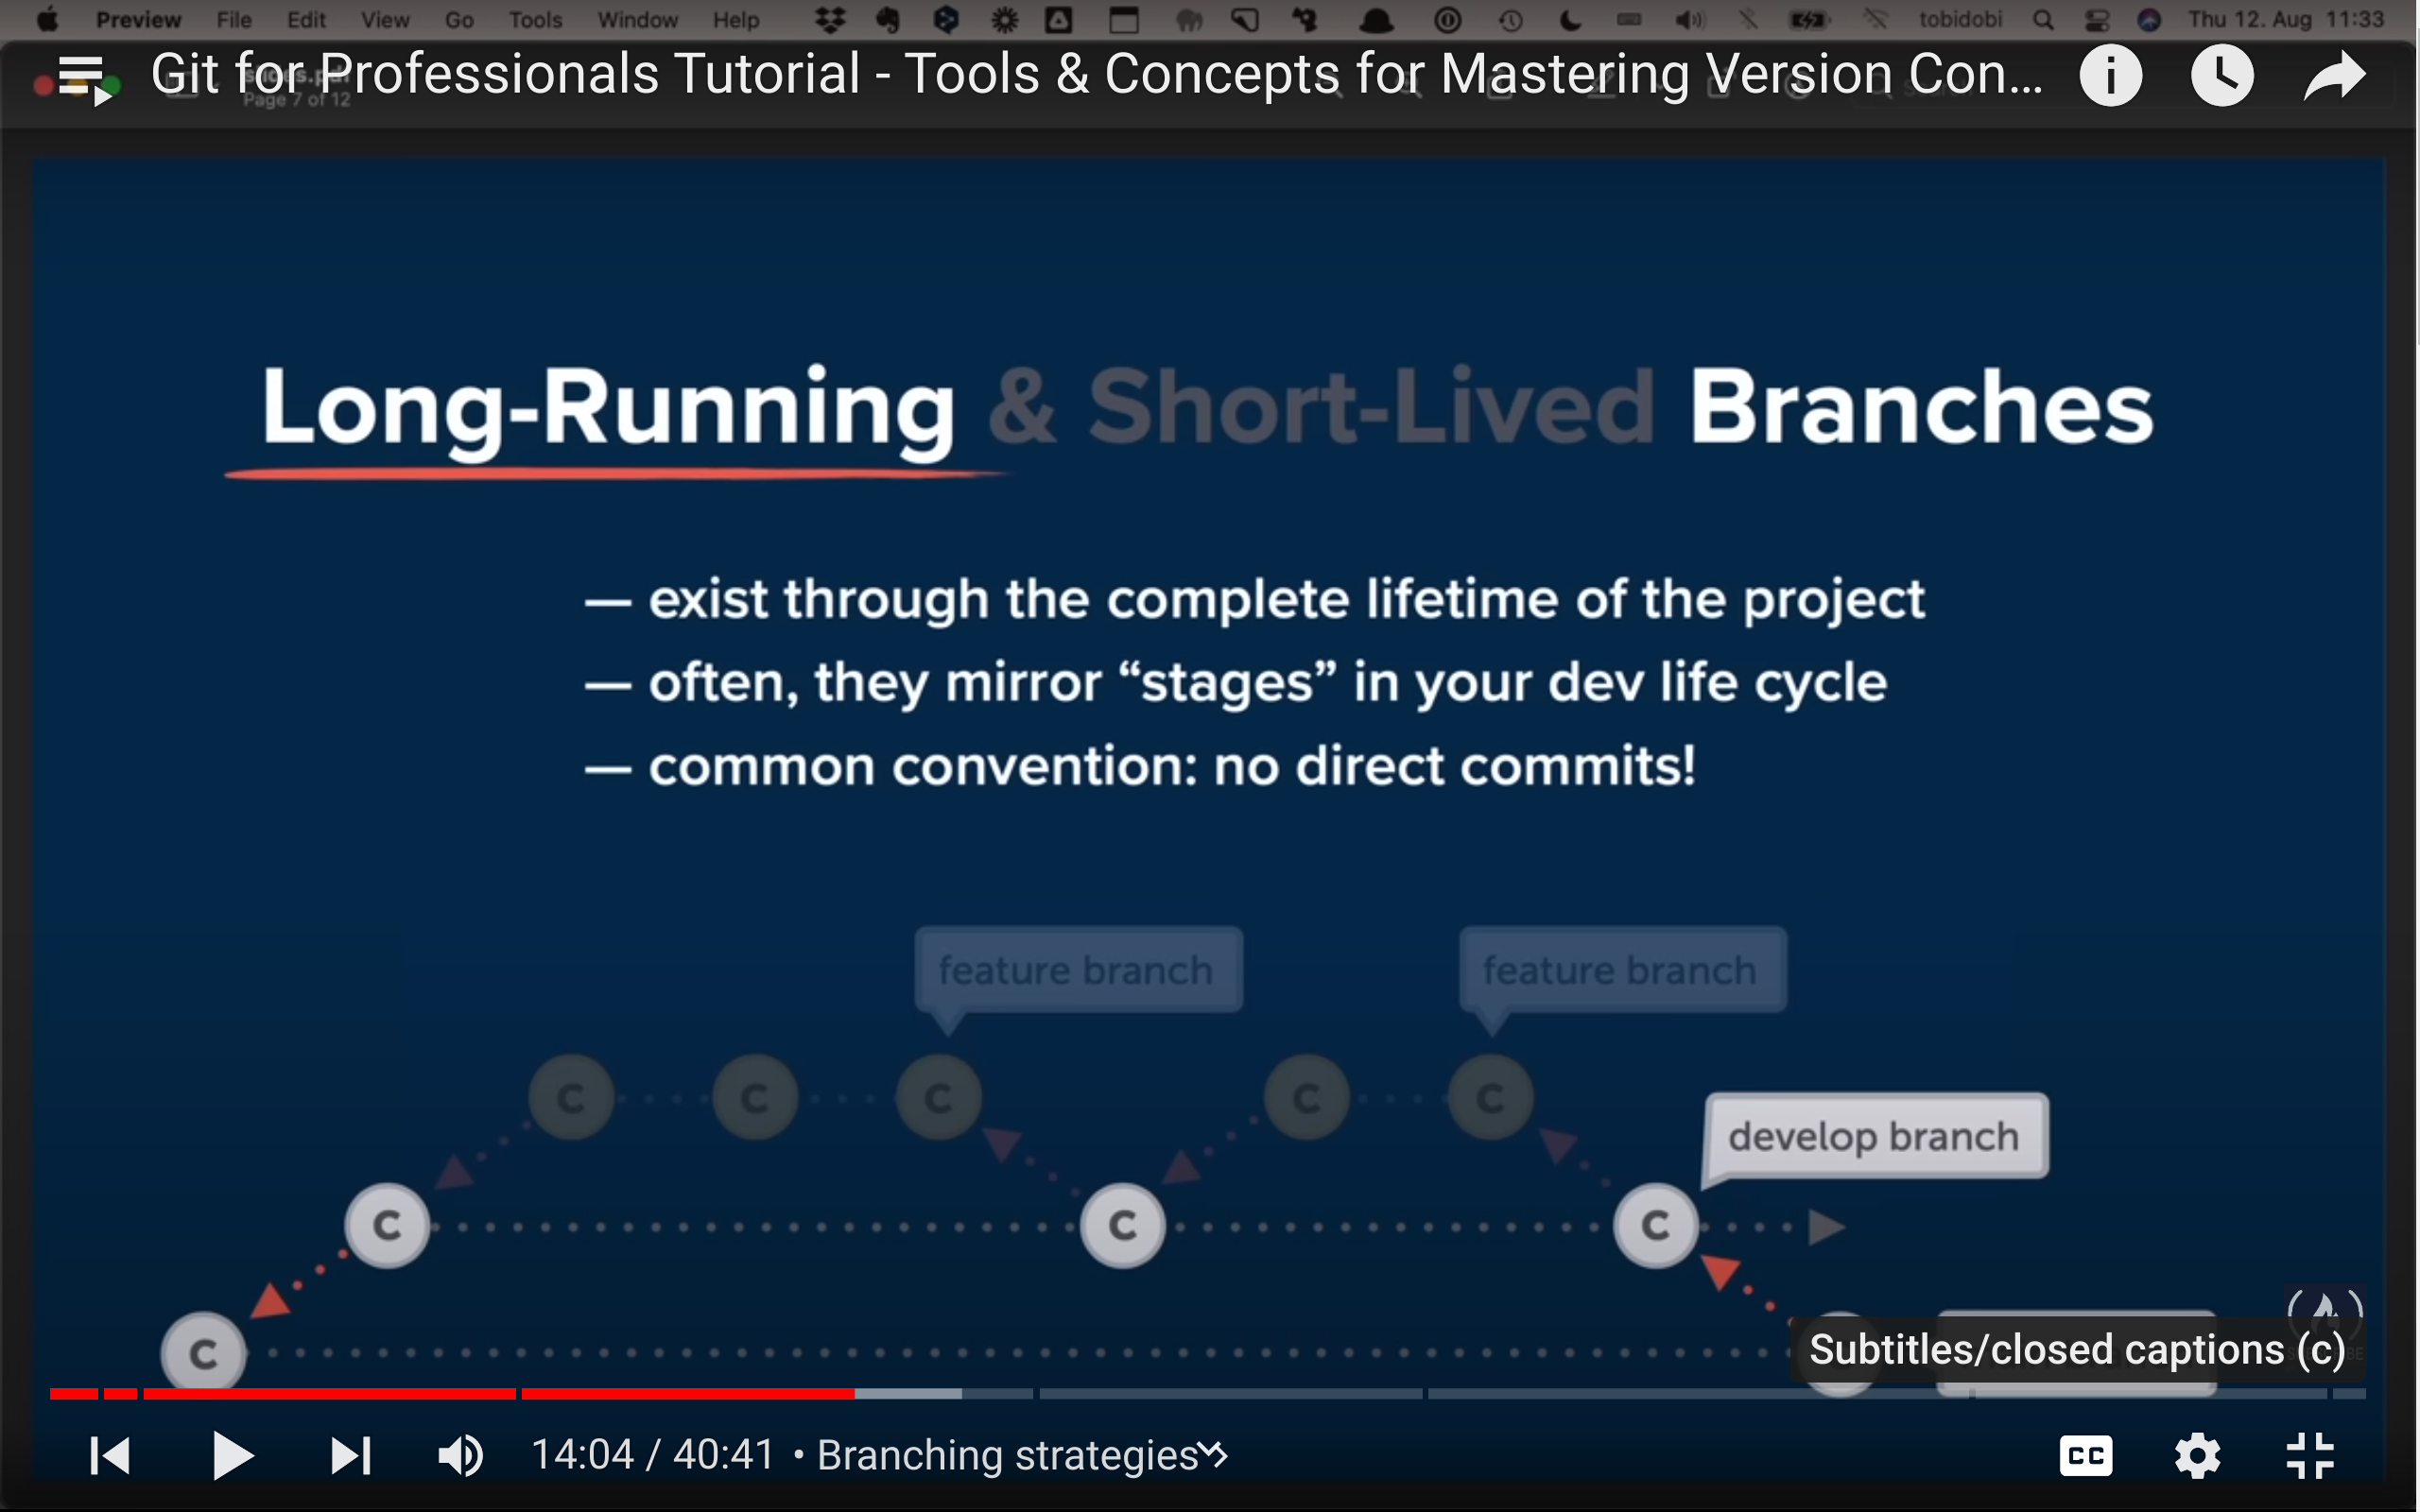 Preview File Edit View Go Tools Window Help tobidobi Thu 12. Aug 11:33
Git for Professionals Tutorial - Tools & Concepts for Mastering Version Con...
slides.pdf
Page 7 of 12
Long-Running & Short-Lived Branches
— exist through the complete lifetime of the project
— often, they mirror “stages” in your dev life cycle
— common convention: no direct commits!
feature branch feature branch
C C C C C
develop branch
C C C
C
Subtitles/closed captions (c)
14:04 / 40:41 • Branching strategies
CC